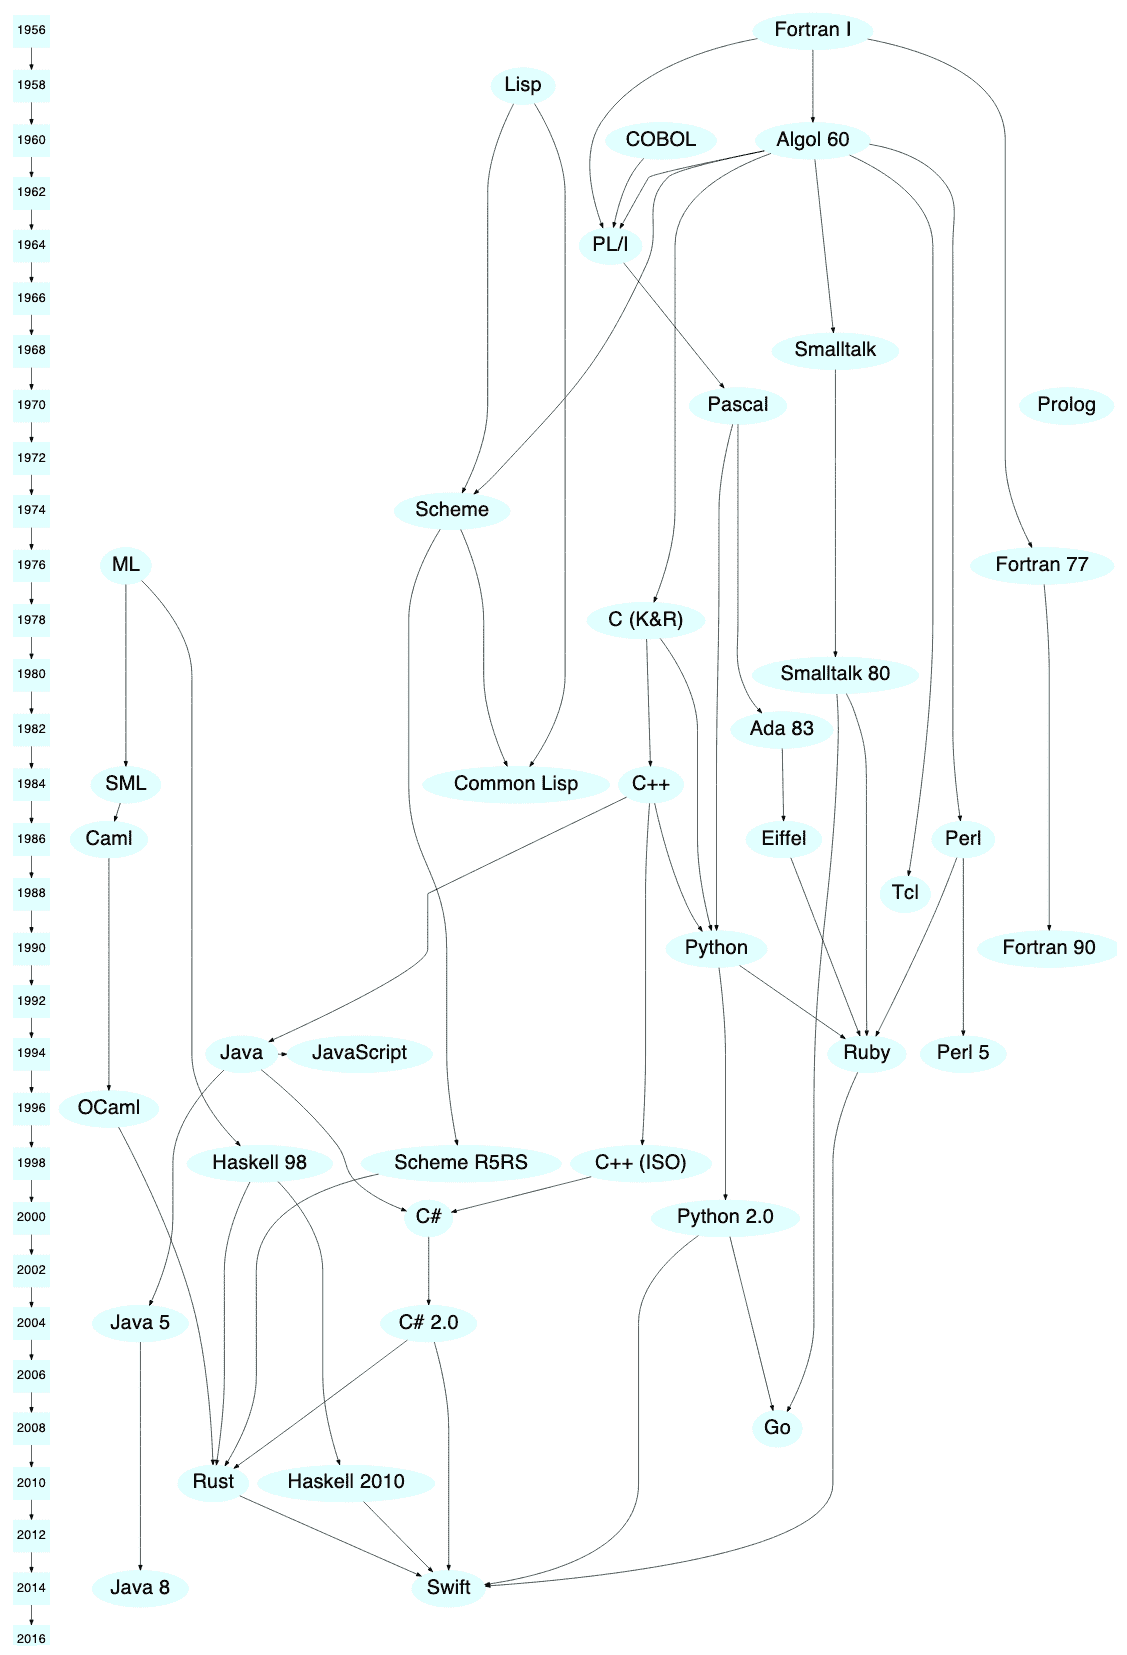 1956 Fortran I
1958 Lisp
1960 COBOL Algol 60
1962
1964 PL/I
1966
1968 Smalltalk
1970 Pascal Prolog
1972
1974 Scheme
1976 ML Fortran 77
1978 C (K&R)
1980 Smalltalk 80
1982 Ada 83
1984 SML Common Lisp C++
1986 Caml Eiffel Perl
1988 Tcl
1990 Python Fortran 90
1992
1994 Java JavaScript Ruby Perl 5
1996 OCaml
1998 Haskell 98 Scheme R5RS C++ (ISO)
2000 C# Python 2.0
2002
2004 Java 5 C# 2.0
2006
2008 Go
2010 Rust Haskell 2010
2012
2014 Java 8 Swift
2016